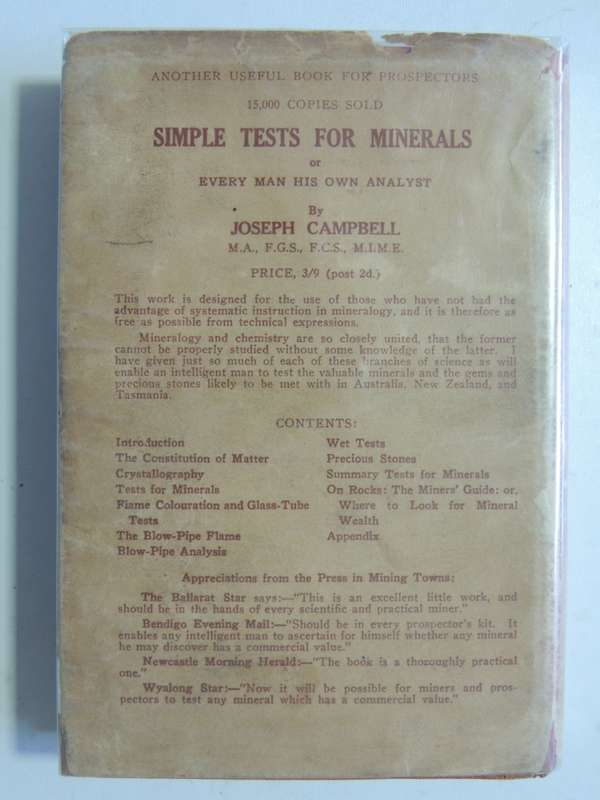 ANOTHER USEFUL BOOK FOR PROSPECTORS
15,000 COPIES SOLD
SIMPLE TESTS FOR MINERALS
or
EVERY MAN HIS OWN ANALYST
By
JOSEPH CAMPBELL
M.A., F.G.S., F.C.S., M.I.M.E.
PRICE, 3/9 (post 2d.)
This work is designed for the use of those who have not had the
advantage of systematic instruction in mineralogy, and it is therefore as
free as possible from technical expressions.
Mineralogy and chemistry are so closely united, that the former
cannot be properly studied without some knowledge of the latter. I
have given just so much of each of these branches of science as will
enable an intelligent man to test the valuable minerals and the gems and
precious stones likely to be met with in Australia, New Zealand, and
Tasmania.
CONTENTS:
Introduction
The Constitution of Matter
Crystallography
Tests for Minerals
Flame Colouration and Glass-Tube
Tests
The Blow-Pipe Flame
Blow-Pipe Analysis
Wet Tests
Precious Stones
Summary Tests for Minerals
On Rocks: The Miners' Guide: or,
Where to Look for Mineral
Wealth
Appendix
Appreciations from the Press in Mining Towns:
The Ballarat Star says:—"This is an excellent little work, and
should be in the hands of every scientific and practical miner."
Bendigo Evening Mail:—"Should be in every prospector's kit. It
enables any intelligent man to ascertain for himself whether any mineral
he may discover has a commercial value."
Newcastle Morning Herald:—"The book is a thoroughly practical
one."
Wyalong Star:—"Now it will be possible for miners and pros-
pectors to test any mineral which has a commercial value."